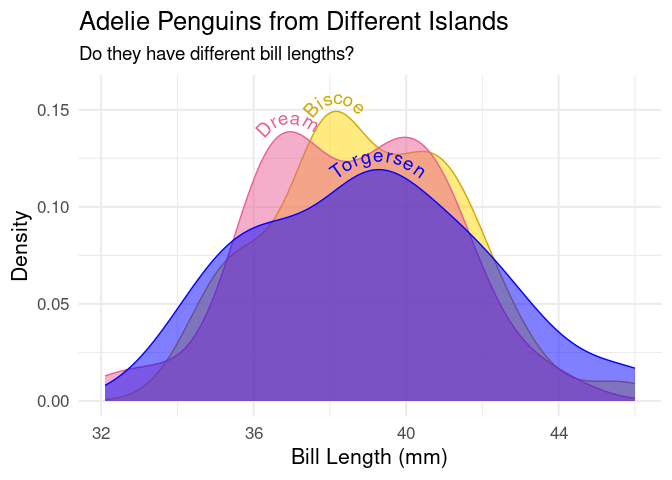 Adelie Penguins from Different Islands
Do they have different bill lengths?
0.15
0.10
0.05
0.00
Density
Biscoe
Dream
Torgersen
32 36 40 44
Bill Length (mm)